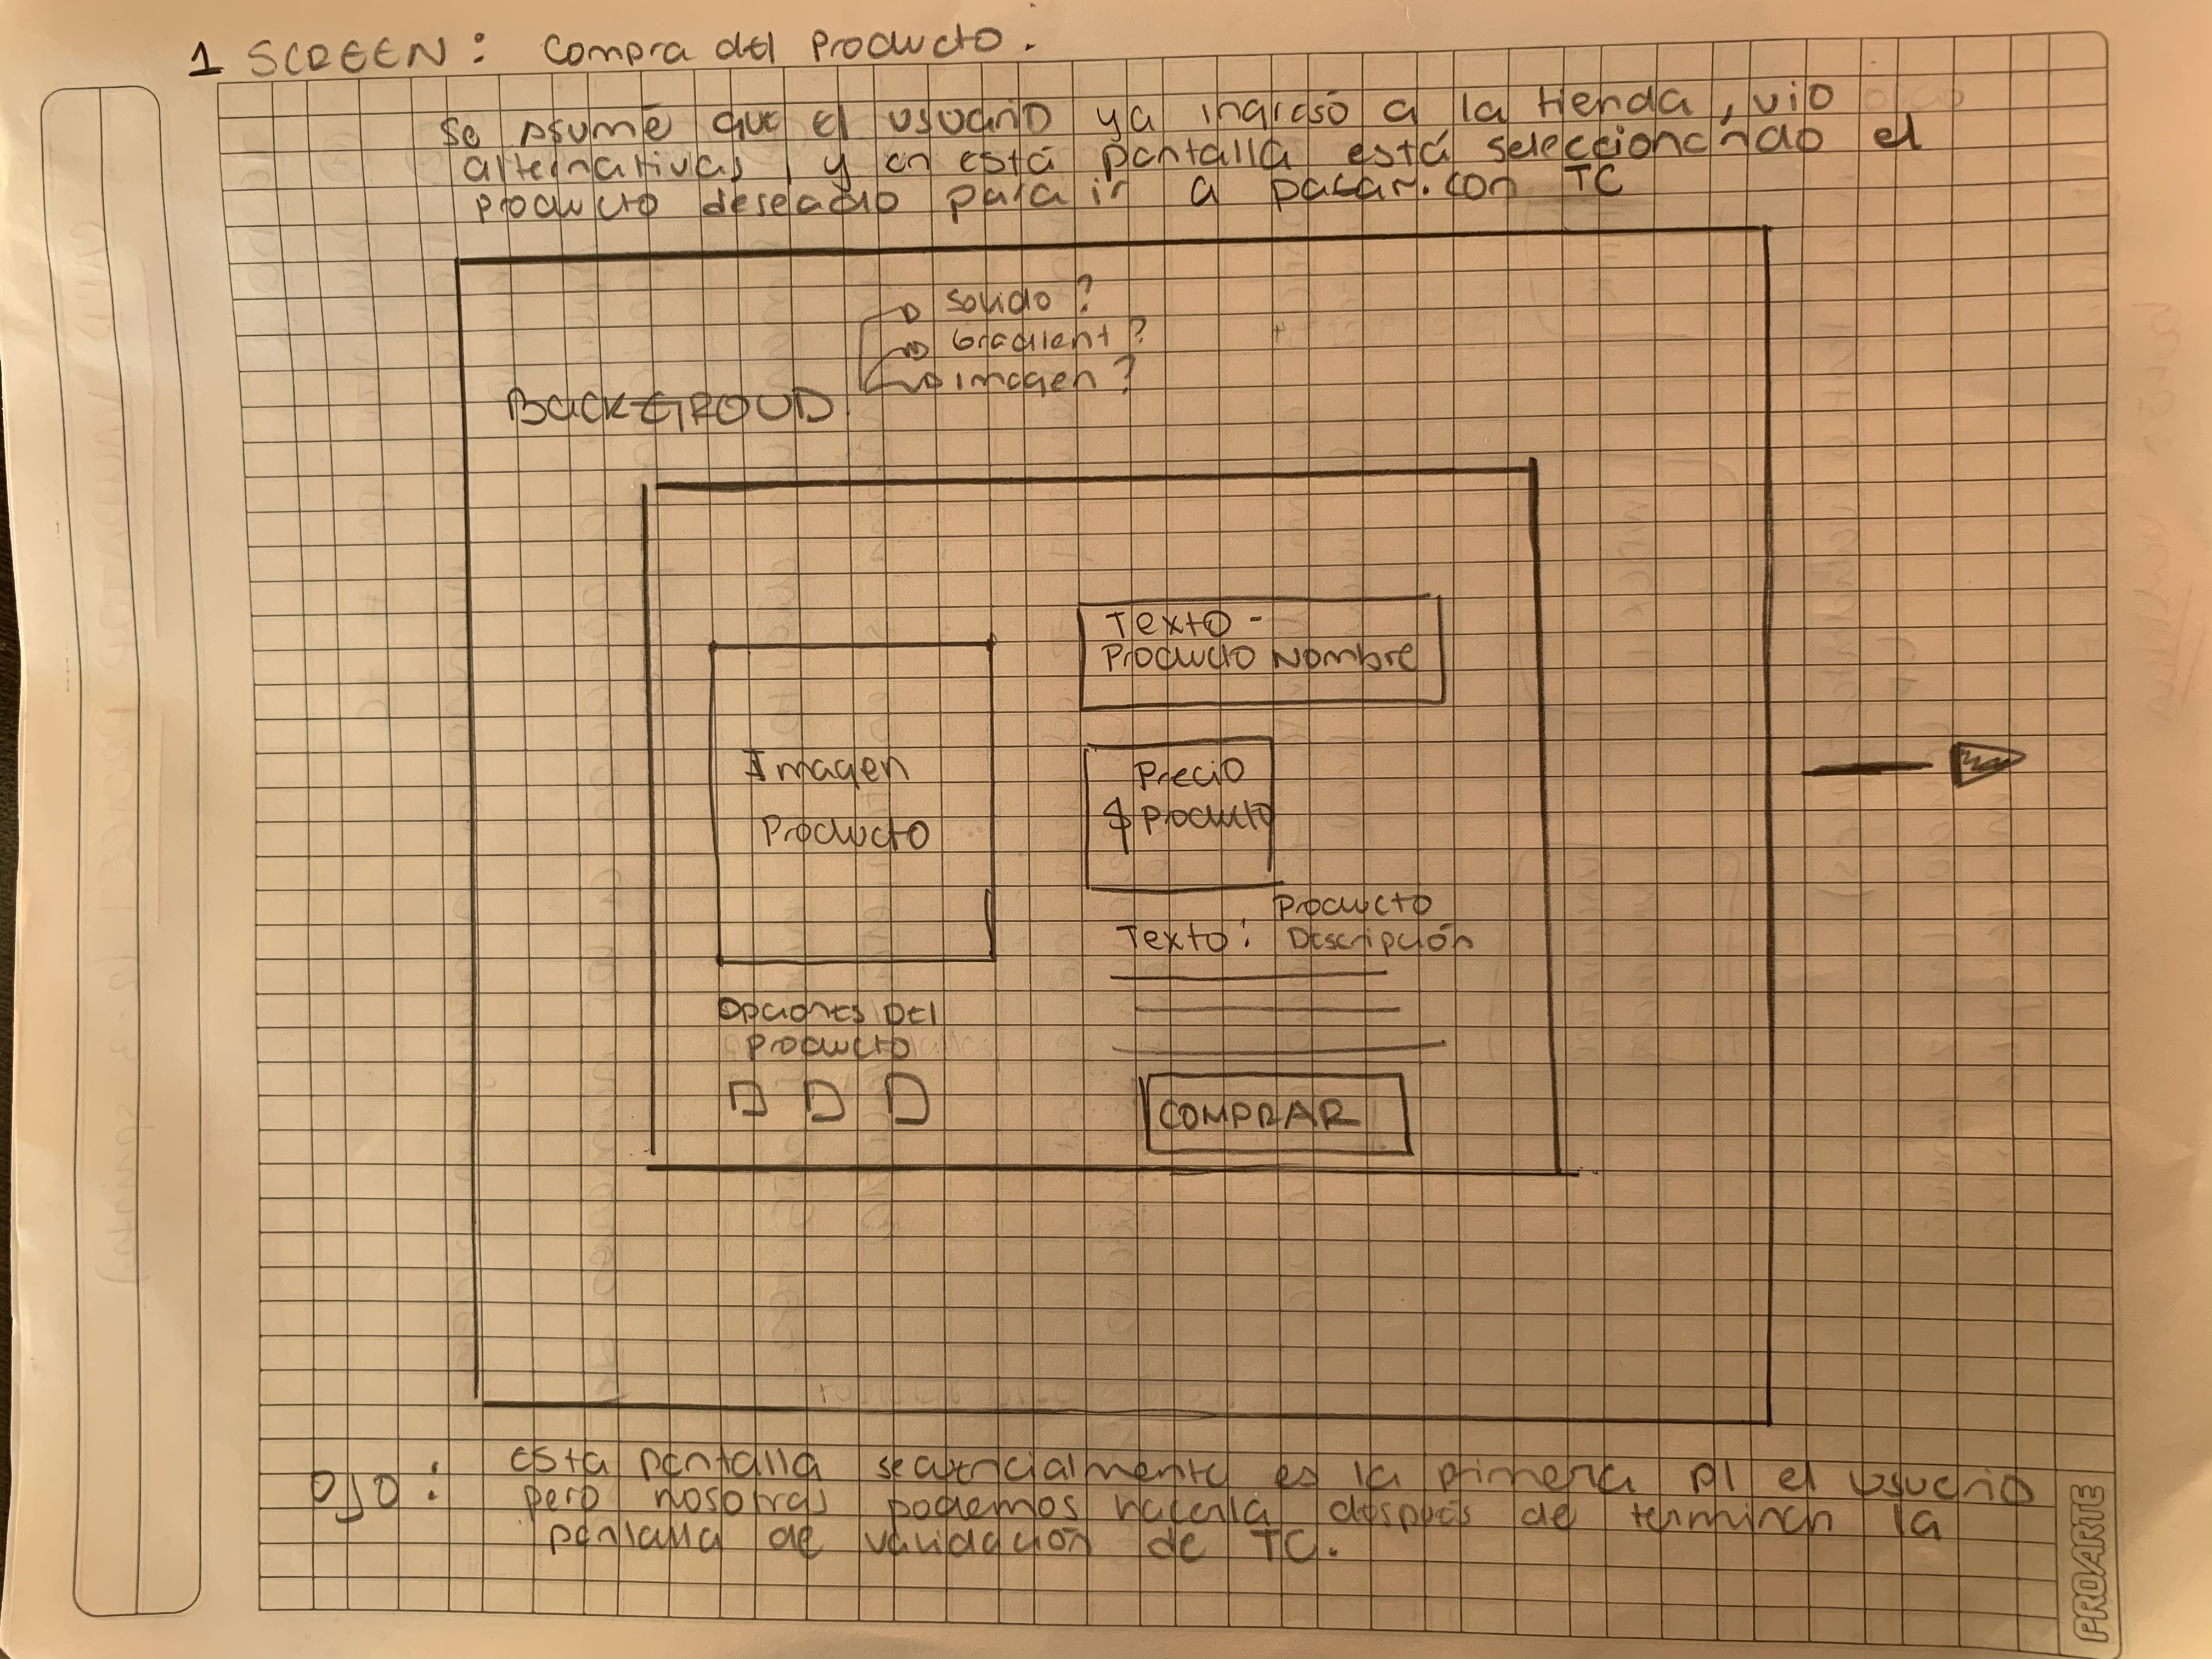 1 SCREEN: Compra del Producto.
Se asume que el usuario ya ingresó a la tienda, vio
alternativas, y en está pantalla está seleccionando el
producto deseado para ir a pagar. con TC
Solido?
Gradient?
imagen?
BACKGROUD
Texto -
Producto Nombre
Imagen
Producto
Precio
$ Producto
Producto
Texto: Descripción
Opciones Del
Producto
COMPRAR
OJO: esta pantalla secuencialmente es la primera pl el usuario
pero nosotras podemos hacerla después de terminar la
pantalla de validación de TC.
PROARTE